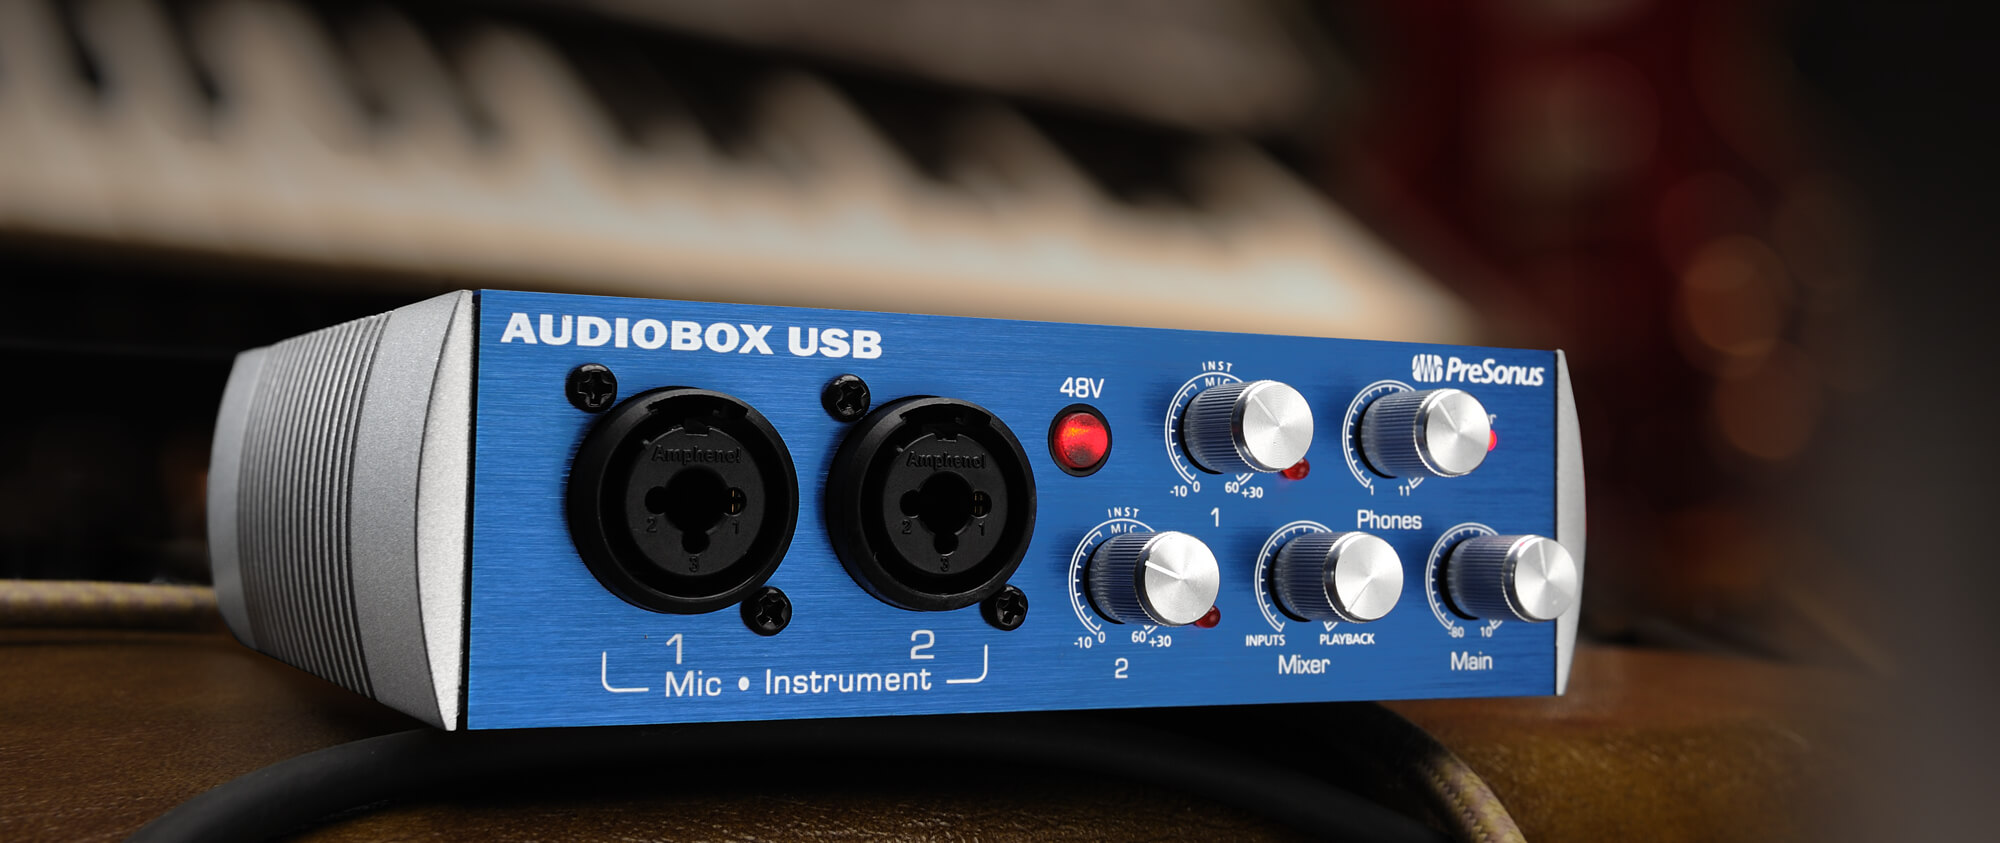 AUDIOBOX USB
PreSonus
48V
INST
MIC
-10 0 60 +30
1
1 11
Phones
Amphenol
2 1
3
Amphenol
2 1
3
INST
MIC
-10 0 60 +30
2
INPUTS PLAYBACK
Mixer
-80 10
Main
1 2
Mic • Instrument